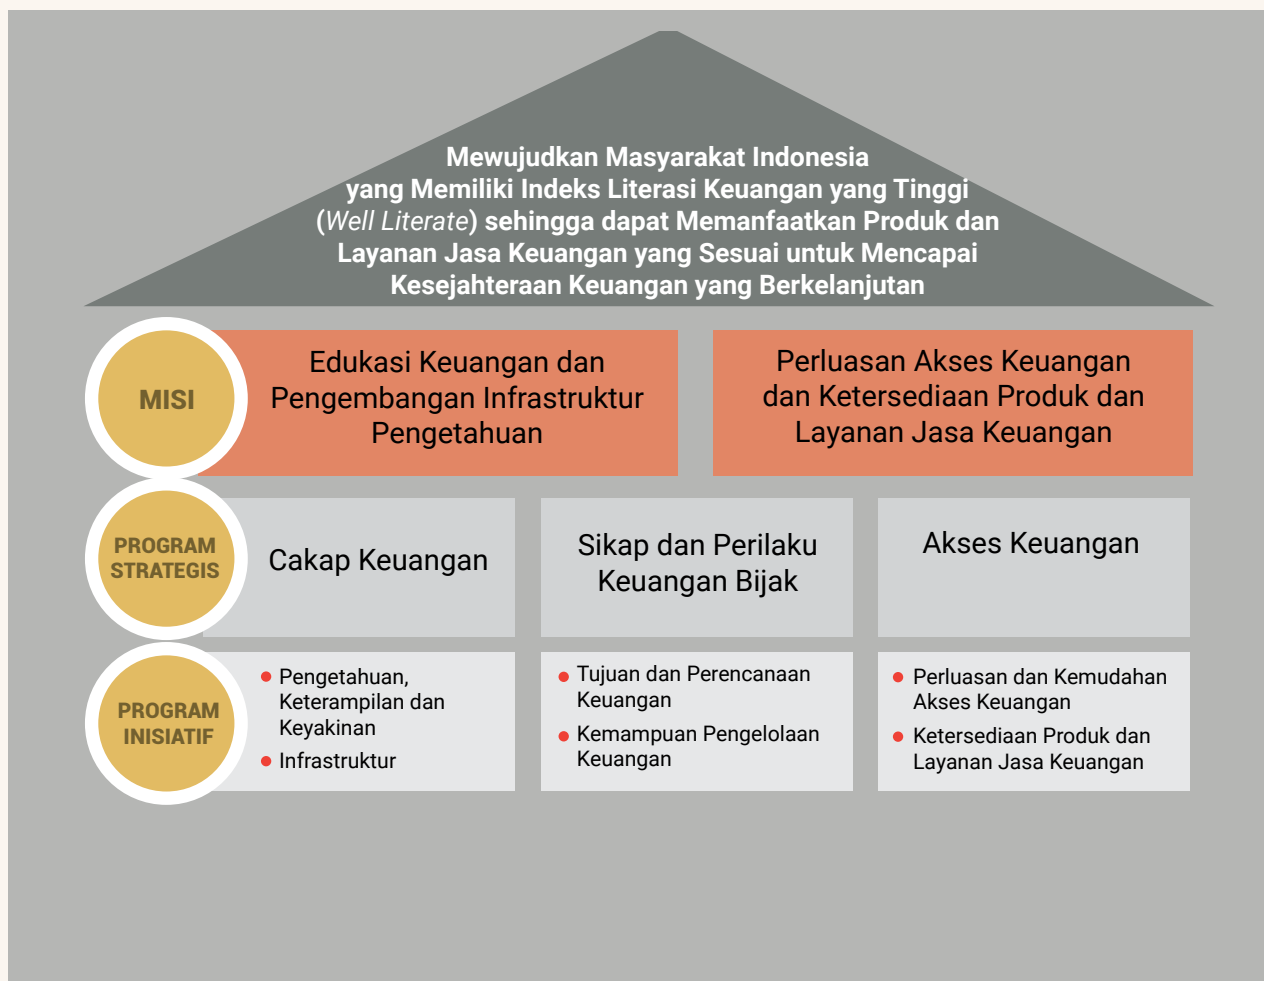 Mewujudkan Masyarakat Indonesia
yang Memiliki Indeks Literasi Keuangan yang Tinggi
(Well Literate) sehingga dapat Memanfaatkan Produk dan
Layanan Jasa Keuangan yang Sesuai untuk Mencapai
Kesejahteraan Keuangan yang Berkelanjutan
MISI
Edukasi Keuangan dan
Pengembangan Infrastruktur
Pengetahuan
Perluasan Akses Keuangan
dan Ketersediaan Produk dan
Layanan Jasa Keuangan
PROGRAM
STRATEGIS
Cakap Keuangan
Sikap dan Perilaku
Keuangan Bijak
Akses Keuangan
PROGRAM
INISIATIF
• Pengetahuan,
Keterampilan dan
Keyakinan
• Infrastruktur
• Tujuan dan Perencanaan
Keuangan
• Kemampuan Pengelolaan
Keuangan
• Perluasan dan Kemudahan
Akses Keuangan
• Ketersediaan Produk dan
Layanan Jasa Keuangan